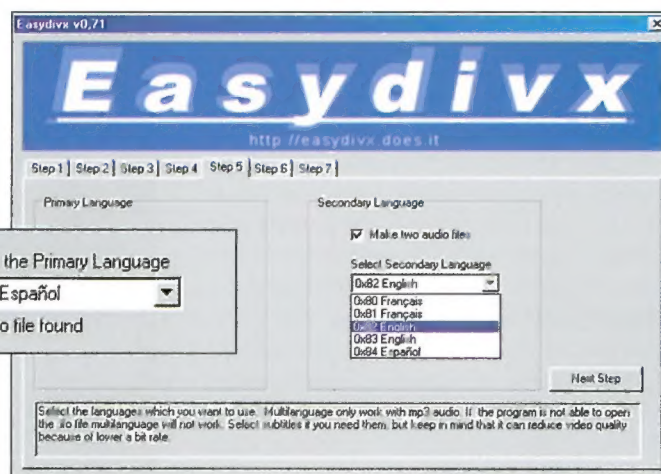 Easydivx v0,71
Easydivx
http //easydivx does it
Step 1 Step 2 Step 3 Step 4 Step 5 Step 6 Step 7
Primary Language
the Primary Language
Español
o file found
Secondary Language
Make two audio files
Select Secondary Language
0x82 English
0x80 Français
0x81 Français
0x82 English
0x83 English
0x84 Español
Next Step
Select the languages which you want to use. Multilanguage only work with mp3 audio. If the program is not able to open
the .ifo file multilanguage will not work. Select subtitles if you need them, but keep in mind that it can reduce video quality
because of lower a bit rate.